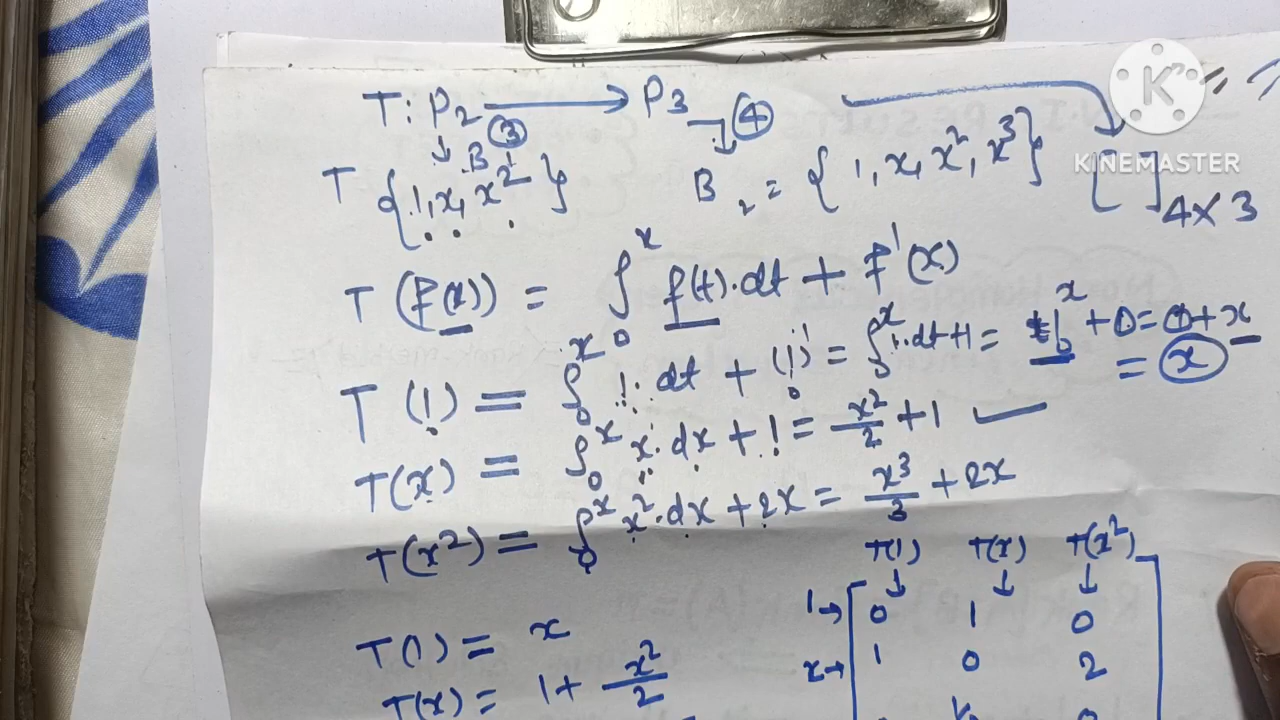 T: P2 → P3
③ ④
↓ B1 ↓
T {1, x, x²} B2 = {1, x, x², x³} [ ]4×3
KINEMASTER
T (f(x)) = ∫₀ˣ f(t)·dt + f'(x)
T (1) = ∫₀ˣ 1·dt + (1)' = ∫₀ˣ 1·dt+1 = t|₀ˣ + 0 = 0+x
= x
T(x) = ∫₀ˣ x·dx + 1 = x²/2 + 1
T(x²) = ∫₀ˣ x²·dx + 2x = x³/3 + 2x
T(1) T(x) T(x²)
↓ ↓ ↓
1→ 0 1 0
T(1) = x
x→ 1 0 2
T(x) = 1 + x²/2